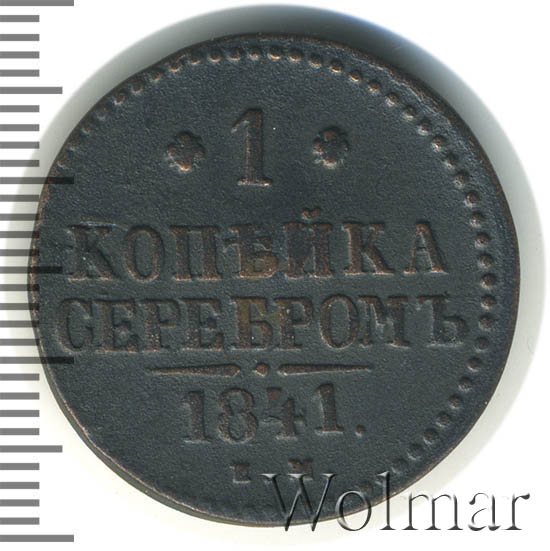 1
КОПѢЙКА
СЕРЕБРОМЪ
1841.
Е М
Wolmar